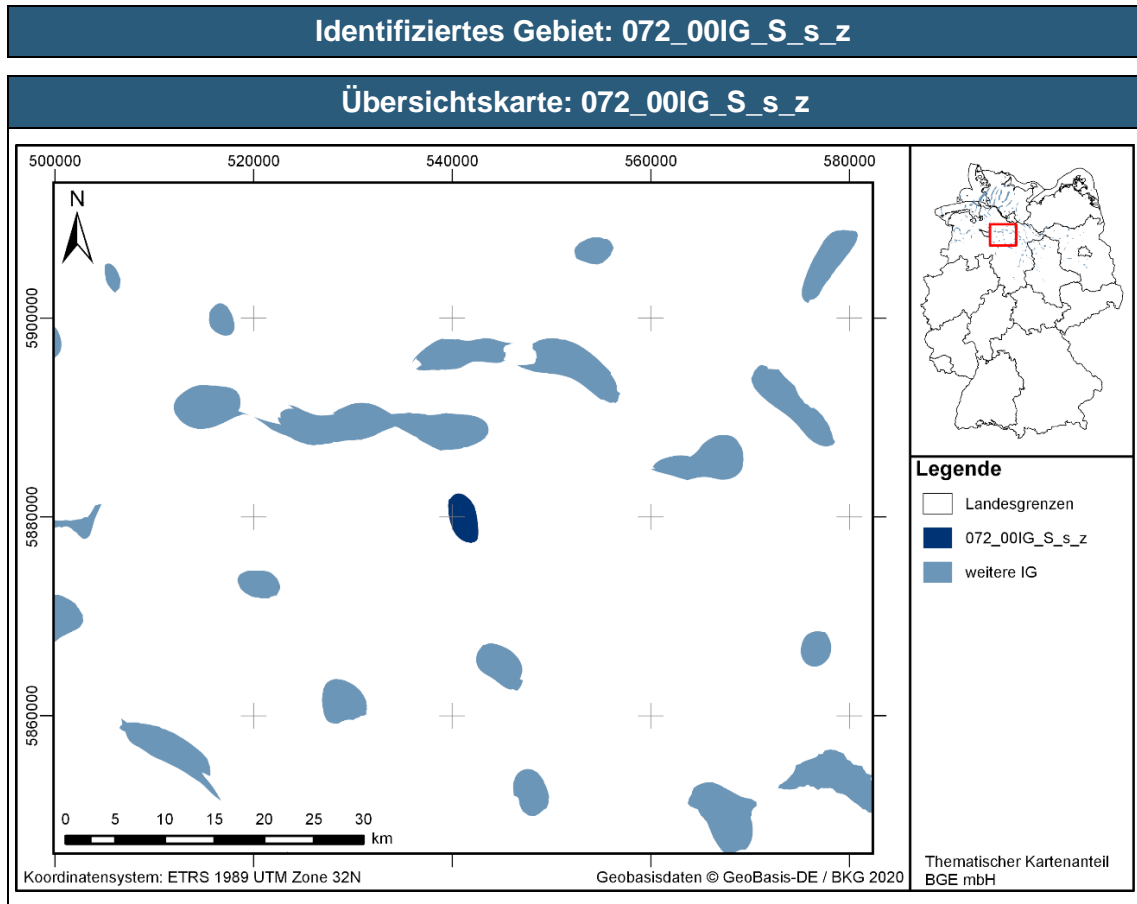 Identifiziertes Gebiet: 072_00IG_S_s_z
Übersichtskarte: 072_00IG_S_s_z
500000 520000 540000 560000 580000
N
5900000
5880000
5860000
0 5 10 15 20 25 30
km
Koordinatensystem: ETRS 1989 UTM Zone 32N
Geobasisdaten © GeoBasis-DE / BKG 2020
Legende
Landesgrenzen
072_00IG_S_s_z
weitere IG
Thematischer Kartenanteil
BGE mbH